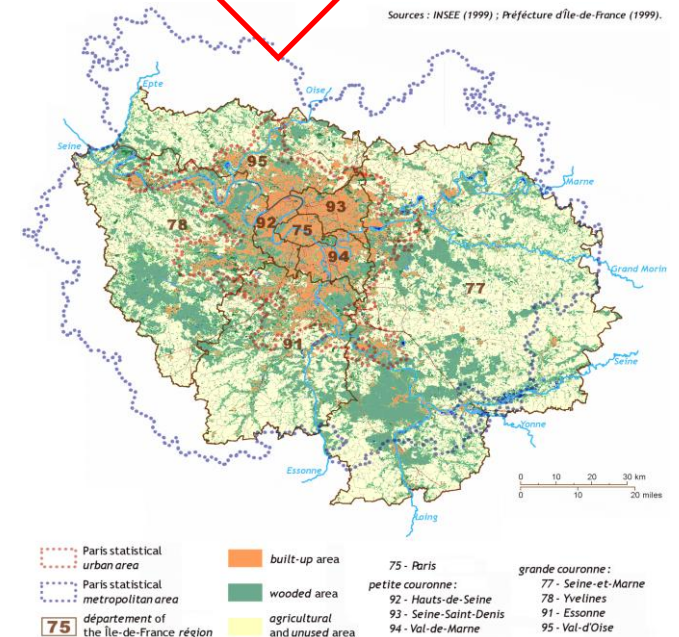 Sources : INSEE (1999) ; Préfécture d'Île-de-France (1999).
Epte
Oise
Seine
95
Marne
93
92
78
75
94
Grand Morin
77
91
Seine
Yonne
Essonne
Loing
0 10 20 30 km
0 10 20 miles
Paris statistical
urban area
Paris statistical
metropolitan area
75 département of
the Île-de-France région
built-up area
wooded area
agricultural
and unused area
75 - Paris
petite couronne :
92 - Hauts-de-Seine
93 - Seine-Saint-Denis
94 - Val-de-Marne
grande couronne :
77 - Seine-et-Marne
78 - Yvelines
91 - Essonne
95 - Val-d'Oise